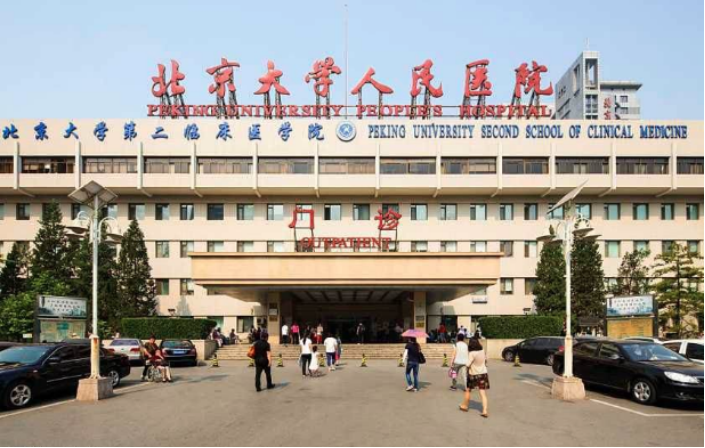 北京大学人民医院
PEKING UNIVERSITY PEOPLE'S HOSPITAL
北京大学第二临床医学院 PEKING UNIVERSITY SECOND SCHOOL OF CLINICAL MEDICINE
门诊
OUTPATIENT